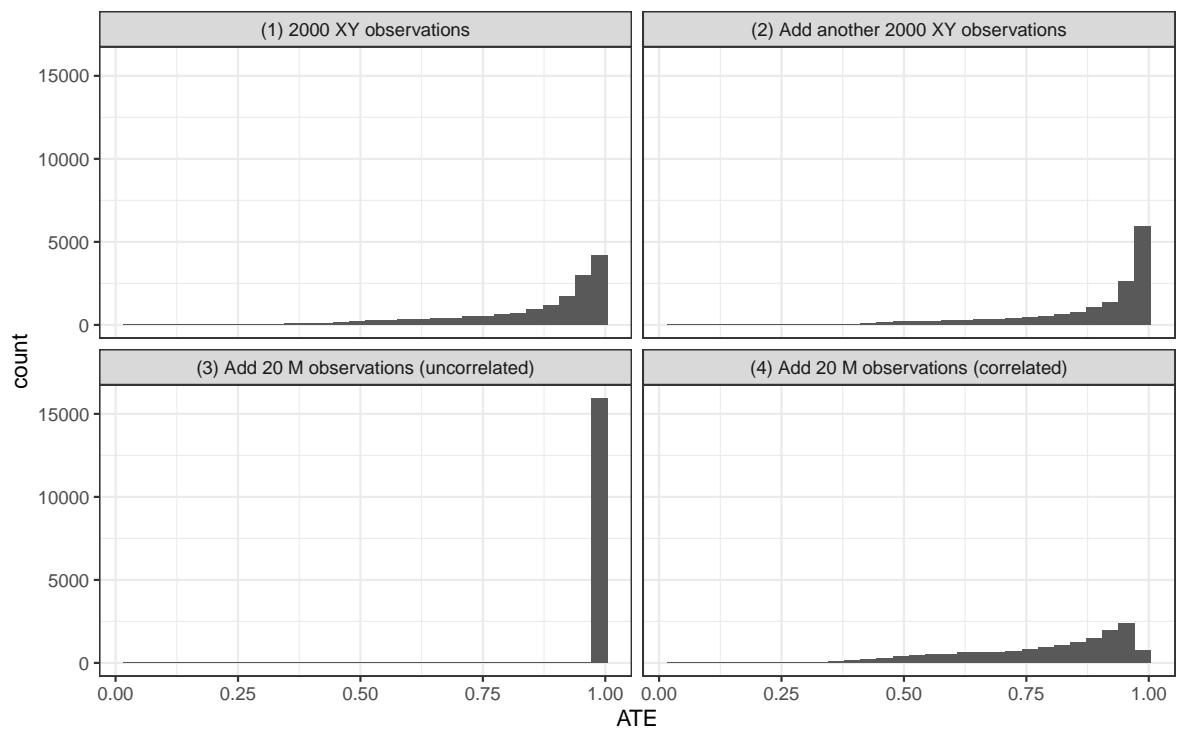 (1) 2000 XY observations
(2) Add another 2000 XY observations
15000
10000
5000
0
(3) Add 20 M observations (uncorrelated)
(4) Add 20 M observations (correlated)
15000
10000
5000
0
count
0.00 0.25 0.50 0.75 1.00
0.00 0.25 0.50 0.75 1.00
ATE